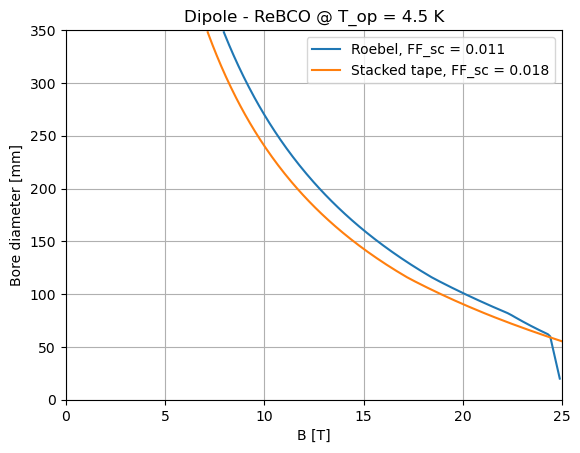 Dipole - ReBCO @ T_op = 4.5 K
Roebel, FF_sc = 0.011
Stacked tape, FF_sc = 0.018
Bore diameter [mm]
350
300
250
200
150
100
50
0
0 5 10 15 20 25
B [T]